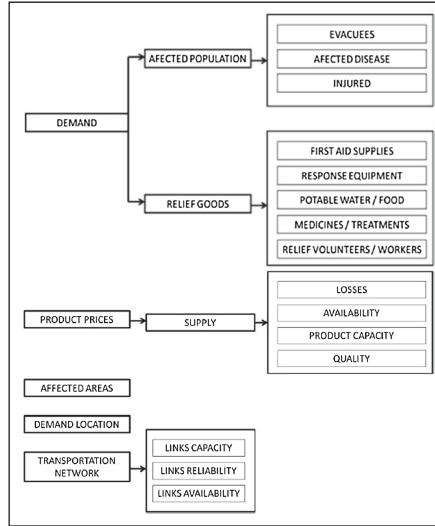 EVACUEES
AFFECTED POPULATION
AFFECTED DISEASE
INJURED
DEMAND
FIRST AID SUPPLIES
RESPONSE EQUIPMENT
RELIEF GOODS
POTABLE WATER / FOOD
MEDICINES / TREATMENTS
RELIEF VOLUNTEERS / WORKERS
LOSSES
PRODUCT PRICES
SUPPLY
AVAILABILITY
PRODUCT CAPACITY
QUALITY
AFFECTED AREAS
DEMAND LOCATION
TRANSPORTATION
NETWORK
LINKS CAPACITY
LINKS RELIABILITY
LINKS AVAILABILITY